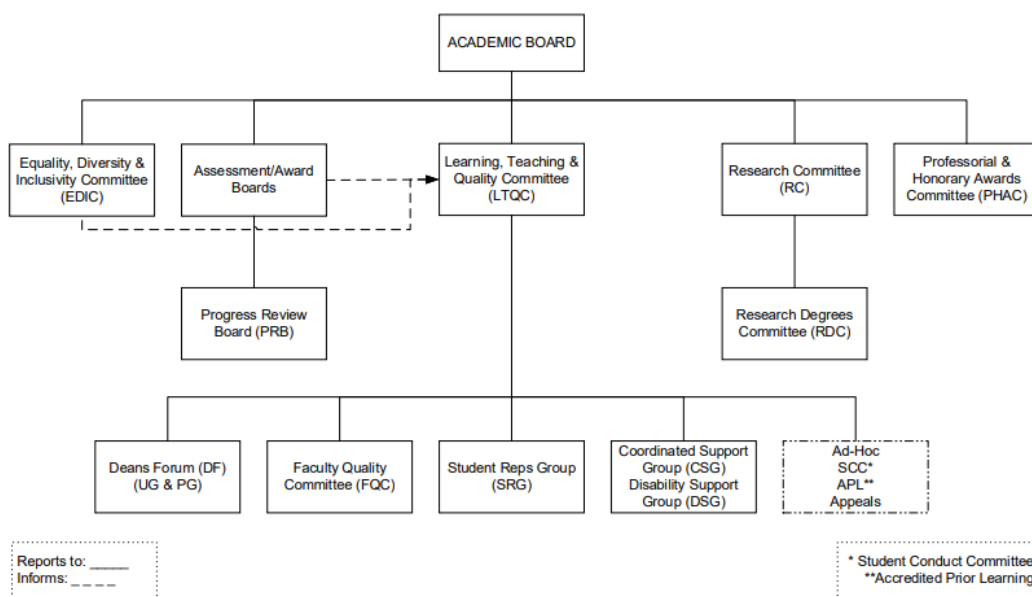 ACADEMIC BOARD
Equality, Diversity &
Inclusivity Committee
(EDIC)
Assessment/Award
Boards
Learning, Teaching &
Quality Committee
(LTQC)
Research Committee
(RC)
Professorial &
Honorary Awards
Committee (PHAC)
Progress Review
Board (PRB)
Research Degrees
Committee (RDC)
Deans Forum (DF)
(UG & PG)
Faculty Quality
Committee (FQC)
Student Reps Group
(SRG)
Coordinated Support
Group (CSG)
Disability Support
Group (DSG)
Ad-Hoc
SCC*
APL**
Appeals
Reports to: _____
Informs: _ _ _ _
* Student Conduct Committee
**Accredited Prior Learning